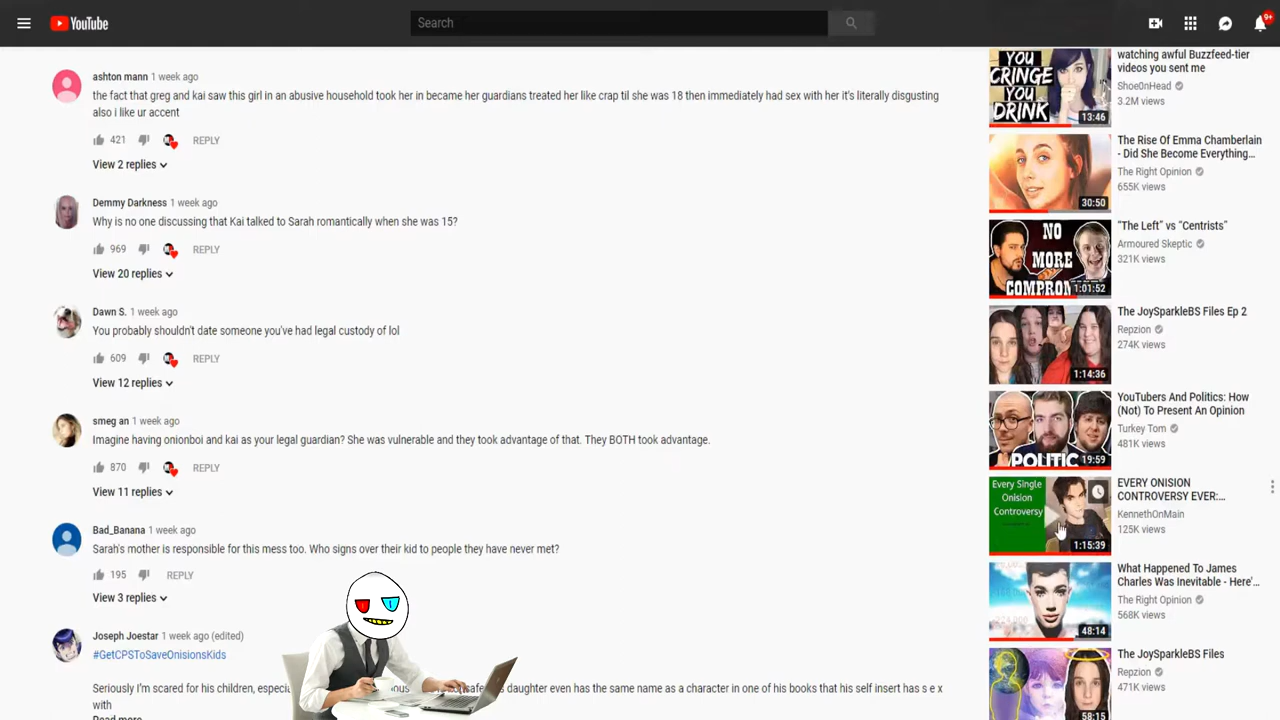 YouTube
Search
9+
ashton mann 1 week ago
the fact that greg and kai saw this girl in an abusive household took her in became her guardians treated her like crap til she was 18 then immediately had sex with her it's literally disgusting
also i like ur accent
421 REPLY
View 2 replies
Demmy Darkness 1 week ago
Why is no one discussing that Kai talked to Sarah romantically when she was 15?
969 REPLY
View 20 replies
Dawn S. 1 week ago
You probably shouldn't date someone you've had legal custody of lol
609 REPLY
View 12 replies
smeg an 1 week ago
Imagine having onionboi and kai as your legal guardian? She was vulnerable and they took advantage of that. They BOTH took advantage.
870 REPLY
View 11 replies
Bad_Banana 1 week ago
Sarah's mother is responsible for this mess too. Who signs over their kid to people they have never met?
195 REPLY
View 3 replies
Joseph Joestar 1 week ago (edited)
#GetCPSToSaveOnisionsKids
Seriously I'm scared for his children, especi
daughter even has the same name as a character in one of his books that his self insert has s e x
with
Read more
YOU
CRINGE
YOU
DRINK
13:46
watching awful Buzzfeed-tier
videos you sent me
Shoe0nHead
3.2M views
30:50
The Rise Of Emma Chamberlain
- Did She Become Everything...
The Right Opinion
655K views
NO
MORE
COMPROM
1:01:52
"The Left" vs "Centrists"
Armoured Skeptic
321K views
1:14:36
The JoySparkleBS Files Ep 2
Repzion
274K views
POLITIC
19:59
YouTubers And Politics: How
(Not) To Present An Opinion
Turkey Tom
481K views
Every Single
Onision
Controversy
1:15:39
EVERY ONISION
CONTROVERSY EVER:...
KennethOnMain
125K views
48:14
What Happened To James
Charles Was Inevitable - Here'...
The Right Opinion
568K views
58:15
The JoySparkleBS Files
Repzion
471K views